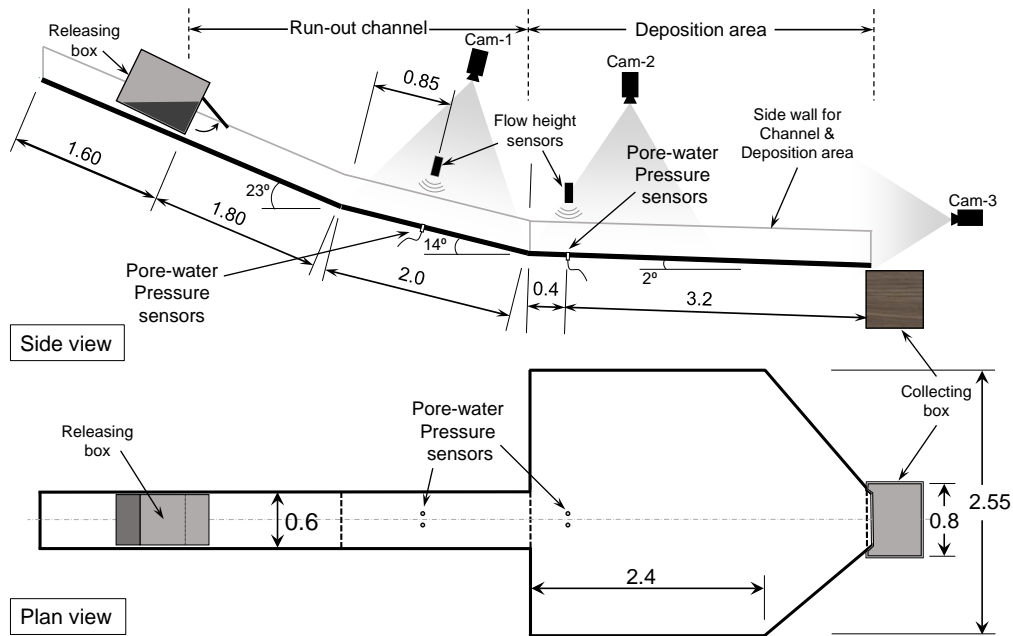 Releasing
box
Run-out channel
Deposition area
Cam-1
Cam-2
0.85
Flow height
sensors
Side wall for
Channel &
Deposition area
Pore-water
Pressure
sensors
Cam-3
1.60
23º
1.80
14º
Pore-water
Pressure
sensors
2.0
0.4
2º
3.2
Side view
Collecting
box
Releasing
box
Pore-water
Pressure
sensors
0.6
0.8
2.55
2.4
Plan view